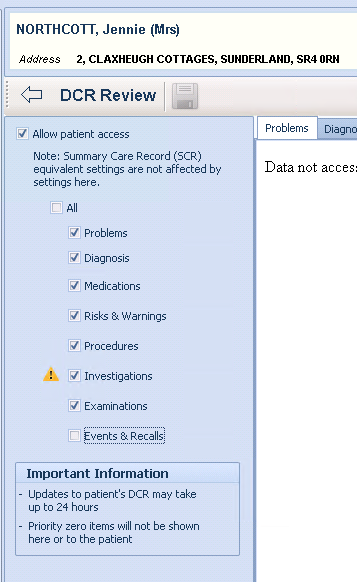 NORTHCOTT, Jennie (Mrs)
Address 2, CLAXHEUGH COTTAGES, SUNDERLAND, SR4 0RN
DCR Review
Allow patient access
Note: Summary Care Record (SCR)
equivalent settings are not affected by
settings here.
All
Problems
Diagnosis
Medications
Risks & Warnings
Procedures
Investigations
Examinations
Events & Recalls
Important Information
- Updates to patient's DCR may take
up to 24 hours
- Priority zero items will not be shown
here or to the patient
Problems Diagno
Data not access